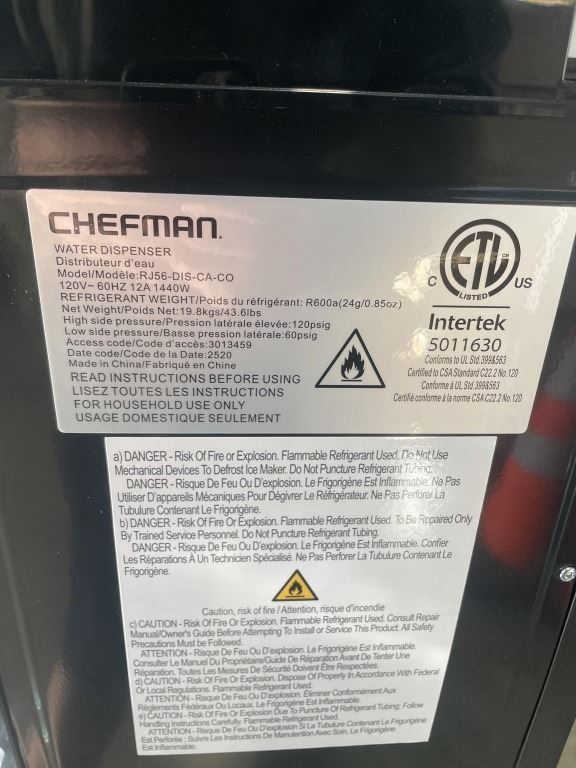 CHEFMAN.
WATER DISPENSER
Distributeur d'eau
Model/Modèle:RJ56-DIS-CA-CO
120V~ 60HZ 12A 1440W
REFRIGERANT WEIGHT/Poids du réfrigérant: R600a(24g/0.85oz)
Net Weight/Poids Net:19.8kgs/43.6lbs
High side pressure/Pression latérale élevée:120psig
Low side pressure/Basse pression latérale:60psig
Access code/Code d'accès:3013459
Date code/Code de la Date:2520
Made in China/Fabriqué en Chine
READ INSTRUCTIONS BEFORE USING
LISEZ TOUTES LES INSTRUCTIONS
FOR HOUSEHOLD USE ONLY
USAGE DOMESTIQUE SEULEMENT
ETL
CM
C US
LISTED
Intertek
5011630
Conforms to UL Std.399&563
Certified to CSA Standard C22.2 No.120
Conforme à UL Std.399&563
Certifié conforme à la norme CSA C22.2 No.120
a) DANGER - Risk Of Fire or Explosion. Flammable Refrigerant Used. Do Not Use
Mechanical Devices To Defrost Ice Maker. Do Not Puncture Refrigerant Tubing.
DANGER - Risque De Feu Ou D'explosion. Le Frigorigène Est Inflammable. Ne Pas
Utiliser D'appareils Mécaniques Pour Dégivrer Le Réfrigérateur. Ne Pas Perforer La
Tubulure Contenant Le Frigorigène.
b) DANGER - Risk Of Fire Or Explosion. Flammable Refrigerant Used. To Be Repaired Only
By Trained Service Personnel. Do Not Puncture Refrigerant Tubing.
DANGER - Risque De Feu Ou D'explosion. Le Frigorigène Est Inflammable. Confier
Les Réparations À Un Technicien Spécialisé. Ne Pas Perforer La Tubulure Contenant Le
Frigorigène.
Caution, risk of fire / Attention, risque d'incendie
c) CAUTION - Risk Of Fire Or Explosion. Flammable Refrigerant Used. Consult Repair
Manual/Owner's Guide Before Attempting To Install or Service This Product. All Safety
Precautions Must be Followed.
ATTENTION - Risque De Feu Ou D'explosion. Le Frigorigène Est Inflammable.
Consulter Le Manuel Du Propriétaire/Guide De Réparation Avant De Tenter Une
Réparation. Toutes Les Mesures De Sécurité Doivent Être Respectées.
d) CAUTION - Risk Of Fire Or Explosion. Dispose Of Properly In Accordance With Federal
Or Local Regulations. Flammable Refrigerant Used.
ATTENTION - Risque De Feu Ou D'explosion. Éliminer Conformément Aux
Règlements Fédéraux Ou Locaux. Le Frigorigène Est Inflammable.
e) CAUTION - Risk Of Fire Or Explosion Due To Puncture Of Refrigerant Tubing; Follow
Handling Instructions Carefully. Flammable Refrigerant Used.
ATTENTION - Risque De Feu Ou D'explosion Si La Tubulure Contenant Le Frigorigène
Est Perforée ; Suivre Les Instructions De Manutention Avec Soin. Le Frigorigène
Est Inflammable.